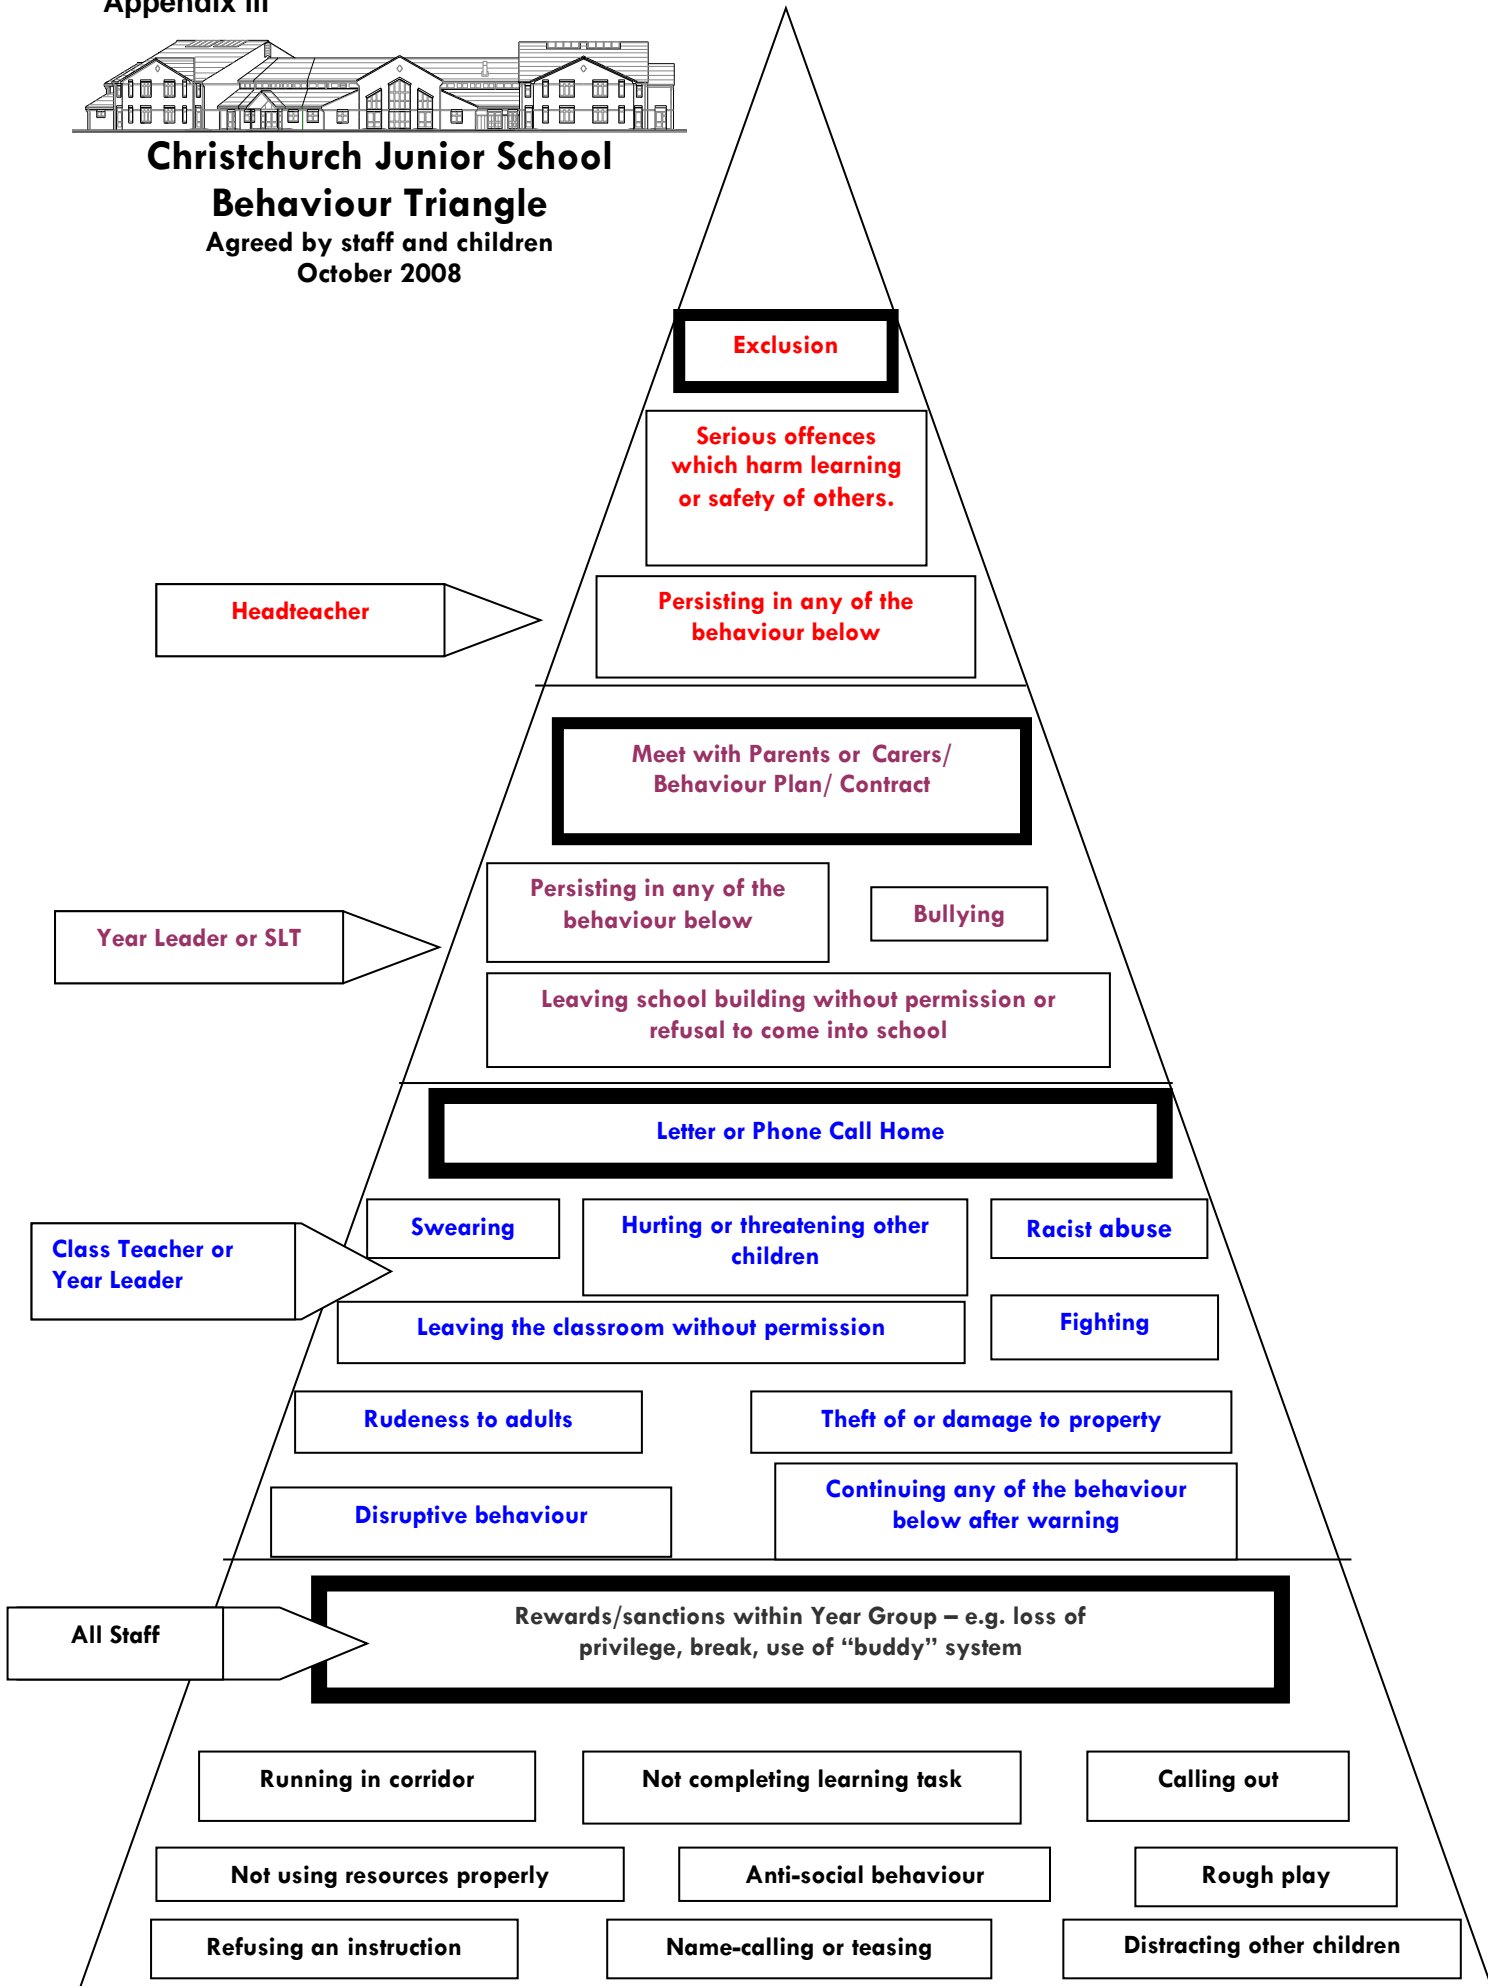 Appendix III
Christchurch Junior School
Behaviour Triangle
Agreed by staff and children
October 2008
Exclusion
Serious offences
which harm learning
or safety of others.
Headteacher
Persisting in any of the
behaviour below
Meet with Parents or Carers/
Behaviour Plan/ Contract
Persisting in any of the
behaviour below
Bullying
Year Leader or SLT
Leaving school building without permission or
refusal to come into school
Letter or Phone Call Home
Swearing
Hurting or threatening other
children
Racist abuse
Class Teacher or
Year Leader
Leaving the classroom without permission
Fighting
Rudeness to adults
Theft of or damage to property
Disruptive behaviour
Continuing any of the behaviour
below after warning
All Staff
Rewards/sanctions within Year Group – e.g. loss of
privilege, break, use of “buddy” system
Running in corridor
Not completing learning task
Calling out
Not using resources properly
Anti-social behaviour
Rough play
Refusing an instruction
Name-calling or teasing
Distracting other children